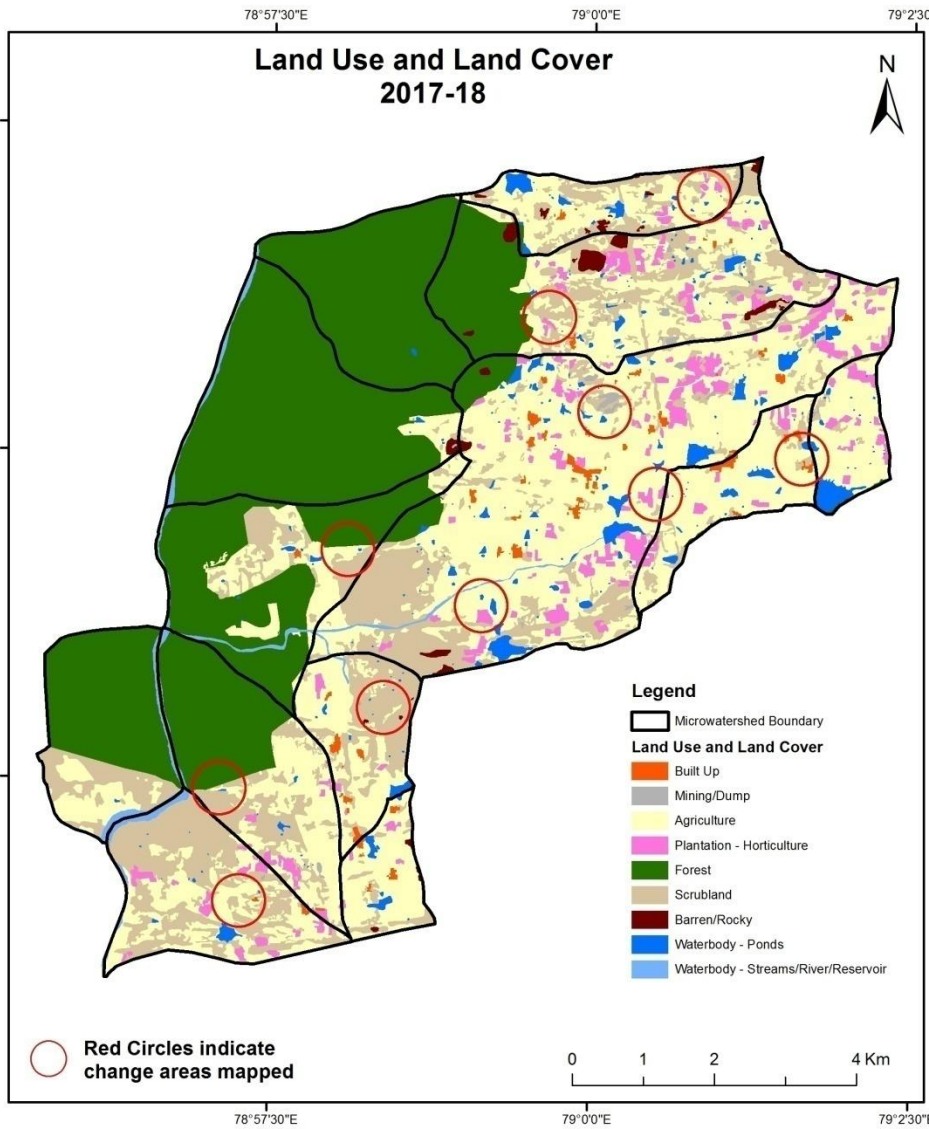 78°57'30"E 79°0'0"E 79°2'30"E
Land Use and Land Cover
2017-18
N
Legend
Microwatershed Boundary
Land Use and Land Cover
Built Up
Mining/Dump
Agriculture
Plantation - Horticulture
Forest
Scrubland
Barren/Rocky
Waterbody - Ponds
Waterbody - Streams/River/Reservoir
Red Circles indicate
change areas mapped
0 1 2 4 Km
78°57'30"E 79°0'0"E 79°2'30"E